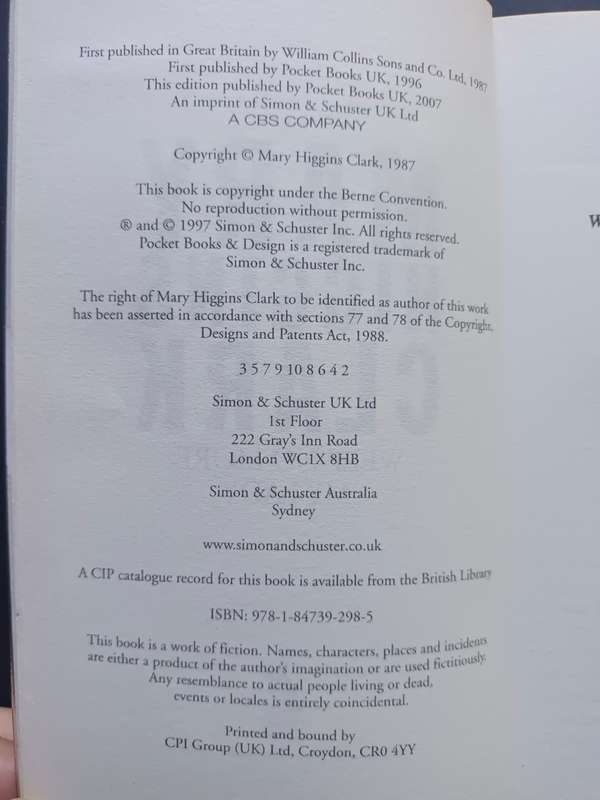 First published in Great Britain by William Collins Sons and Co. Ltd, 1987
First published by Pocket Books UK, 1996
This edition published by Pocket Books UK, 2007
An imprint of Simon & Schuster UK Ltd
A CBS COMPANY
Copyright © Mary Higgins Clark, 1987
This book is copyright under the Berne Convention.
No reproduction without permission.
® and © 1997 Simon & Schuster Inc. All rights reserved.
Pocket Books & Design is a registered trademark of
Simon & Schuster Inc.
The right of Mary Higgins Clark to be identified as author of this work
has been asserted in accordance with sections 77 and 78 of the Copyright,
Designs and Patents Act, 1988.
3 5 7 9 10 8 6 4 2
Simon & Schuster UK Ltd
1st Floor
222 Gray's Inn Road
London WC1X 8HB
Simon & Schuster Australia
Sydney
www.simonandschuster.co.uk
A CIP catalogue record for this book is available from the British Library
ISBN: 978-1-84739-298-5
This book is a work of fiction. Names, characters, places and incidents
are either a product of the author's imagination or are used fictitiously.
Any resemblance to actual people living or dead,
events or locales is entirely coincidental.
Printed and bound by
CPI Group (UK) Ltd, Croydon, CR0 4YY